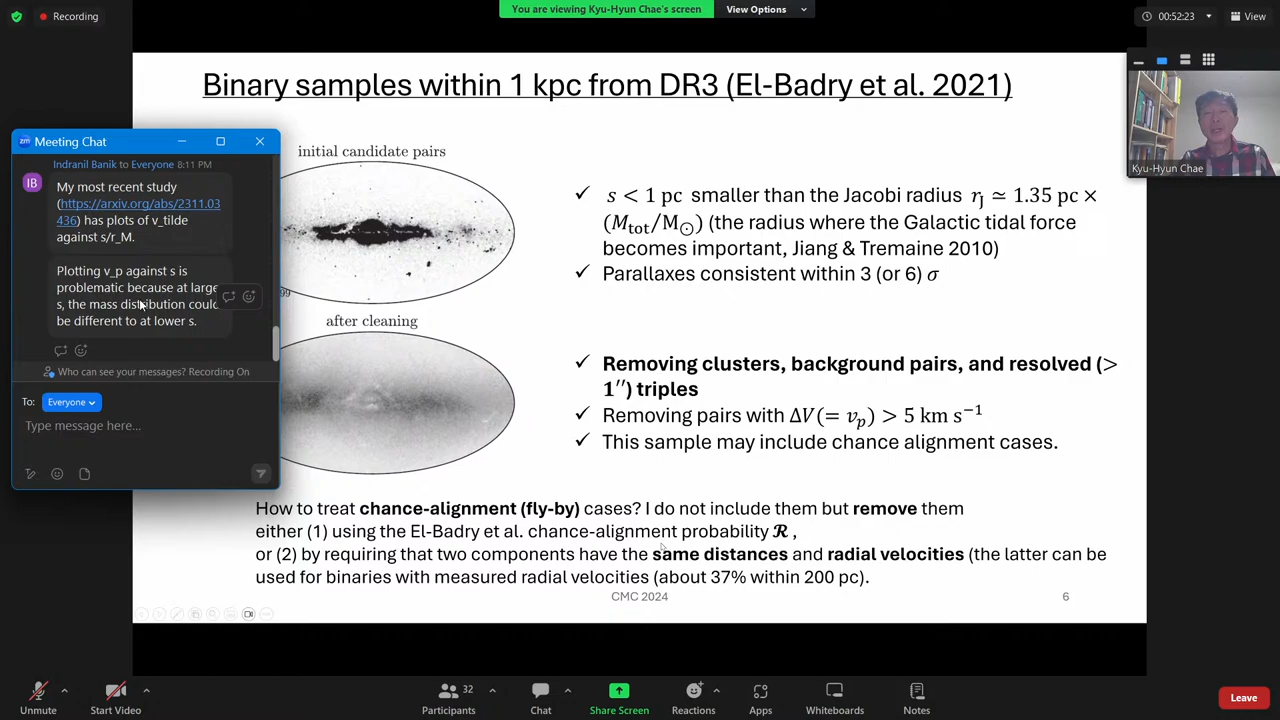 Recording
You are viewing Kyu-Hyun Chae's screen
View Options
00:52:23
View
Binary samples within 1 kpc from DR3 (El-Badry et al. 2021)
Kyu-Hyun Chae
zm Meeting Chat
Indranil Banik to Everyone 8:11 PM
IB
My most recent study
(https://arxiv.org/abs/2311.03
436) has plots of v_tilde
against s/r_M.
Plotting v_p against s is
problematic because at large
s, the mass distribution could
be different to at lower s.
Who can see your messages? Recording On
To: Everyone
Type message here...
initial candidate pairs
99
after cleaning
✓ s < 1 pc smaller than the Jacobi radius r_J ≃ 1.35 pc ×
(M_tot/M_⊙) (the radius where the Galactic tidal force
becomes important, Jiang & Tremaine 2010)
✓ Parallaxes consistent within 3 (or 6) σ
✓ Removing clusters, background pairs, and resolved (>
1′′) triples
✓ Removing pairs with ΔV(= v_p) > 5 km s⁻¹
✓ This sample may include chance alignment cases.
How to treat chance-alignment (fly-by) cases? I do not include them but remove them
either (1) using the El-Badry et al. chance-alignment probability ℛ ,
or (2) by requiring that two components have the same distances and radial velocities (the latter can be
used for binaries with measured radial velocities (about 37% within 200 pc).
CMC 2024
6
Unmute
Start Video
32
Participants
Chat
Share Screen
Reactions
Apps
Whiteboards
Notes
Leave